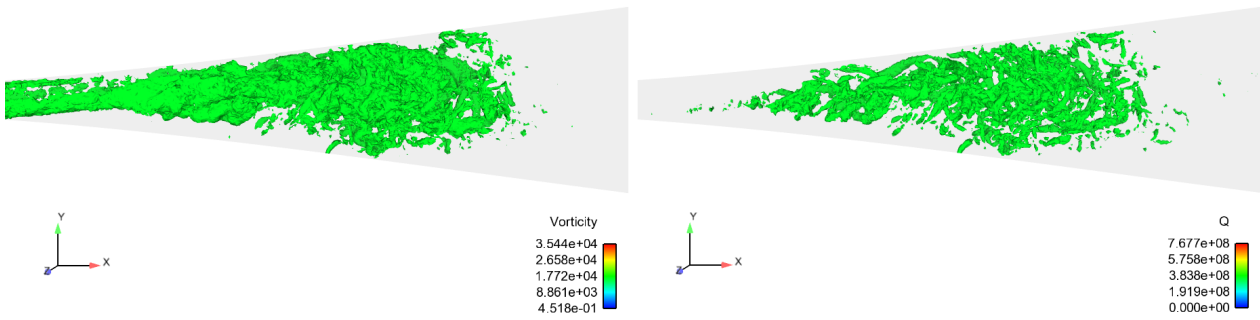 Y
X
Z
Vorticity
3.544e+04
2.658e+04
1.772e+04
8.861e+03
4.518e-01
Y
X
Z
Q
7.677e+08
5.758e+08
3.838e+08
1.919e+08
0.000e+00